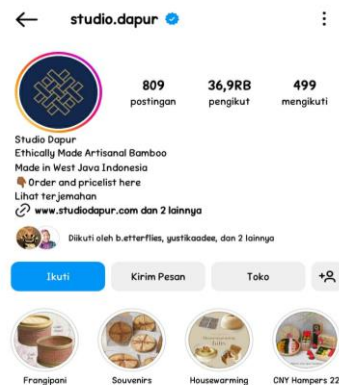 studio.dapur
809 36,9RB 499
postingan pengikut mengikuti
Studio Dapur
Ethically Made Artisanal Bamboo
Made in West Java Indonesia
Order and pricelist here
Lihat terjemahan
www.studiodapur.com dan 2 lainnya
Diikuti oleh b.etterflies, yustikaadee, dan 2 lainnya
Ikuti Kirim Pesan Toko
Frangipani Souvenirs Housewarming CNY Hampers 22